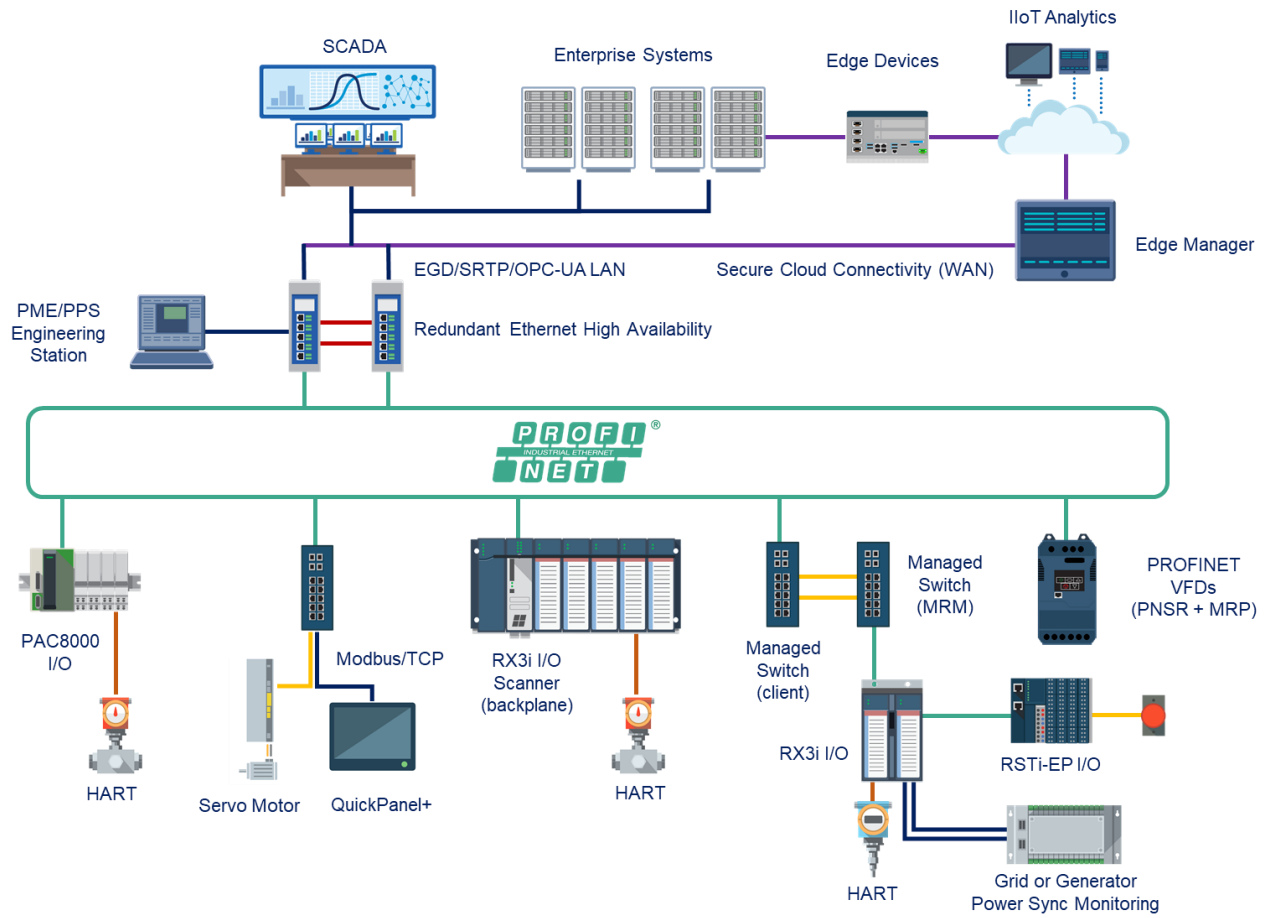 IIoT Analytics
SCADA
Enterprise Systems
Edge Devices
Edge Manager
EGD/SRTP/OPC-UA LAN
Secure Cloud Connectivity (WAN)
PME/PPS
Engineering
Station
Redundant Ethernet High Availability
PROFI®
INDUSTRIAL ETHERNET
NET
PAC8000
I/O
Modbus/TCP
RX3i I/O
Scanner
(backplane)
Managed
Switch
(client)
Managed
Switch
(MRM)
PROFINET
VFDs
(PNSR + MRP)
HART
Servo Motor
QuickPanel+
HART
RX3i I/O
RSTi-EP I/O
HART
Grid or Generator
Power Sync Monitoring